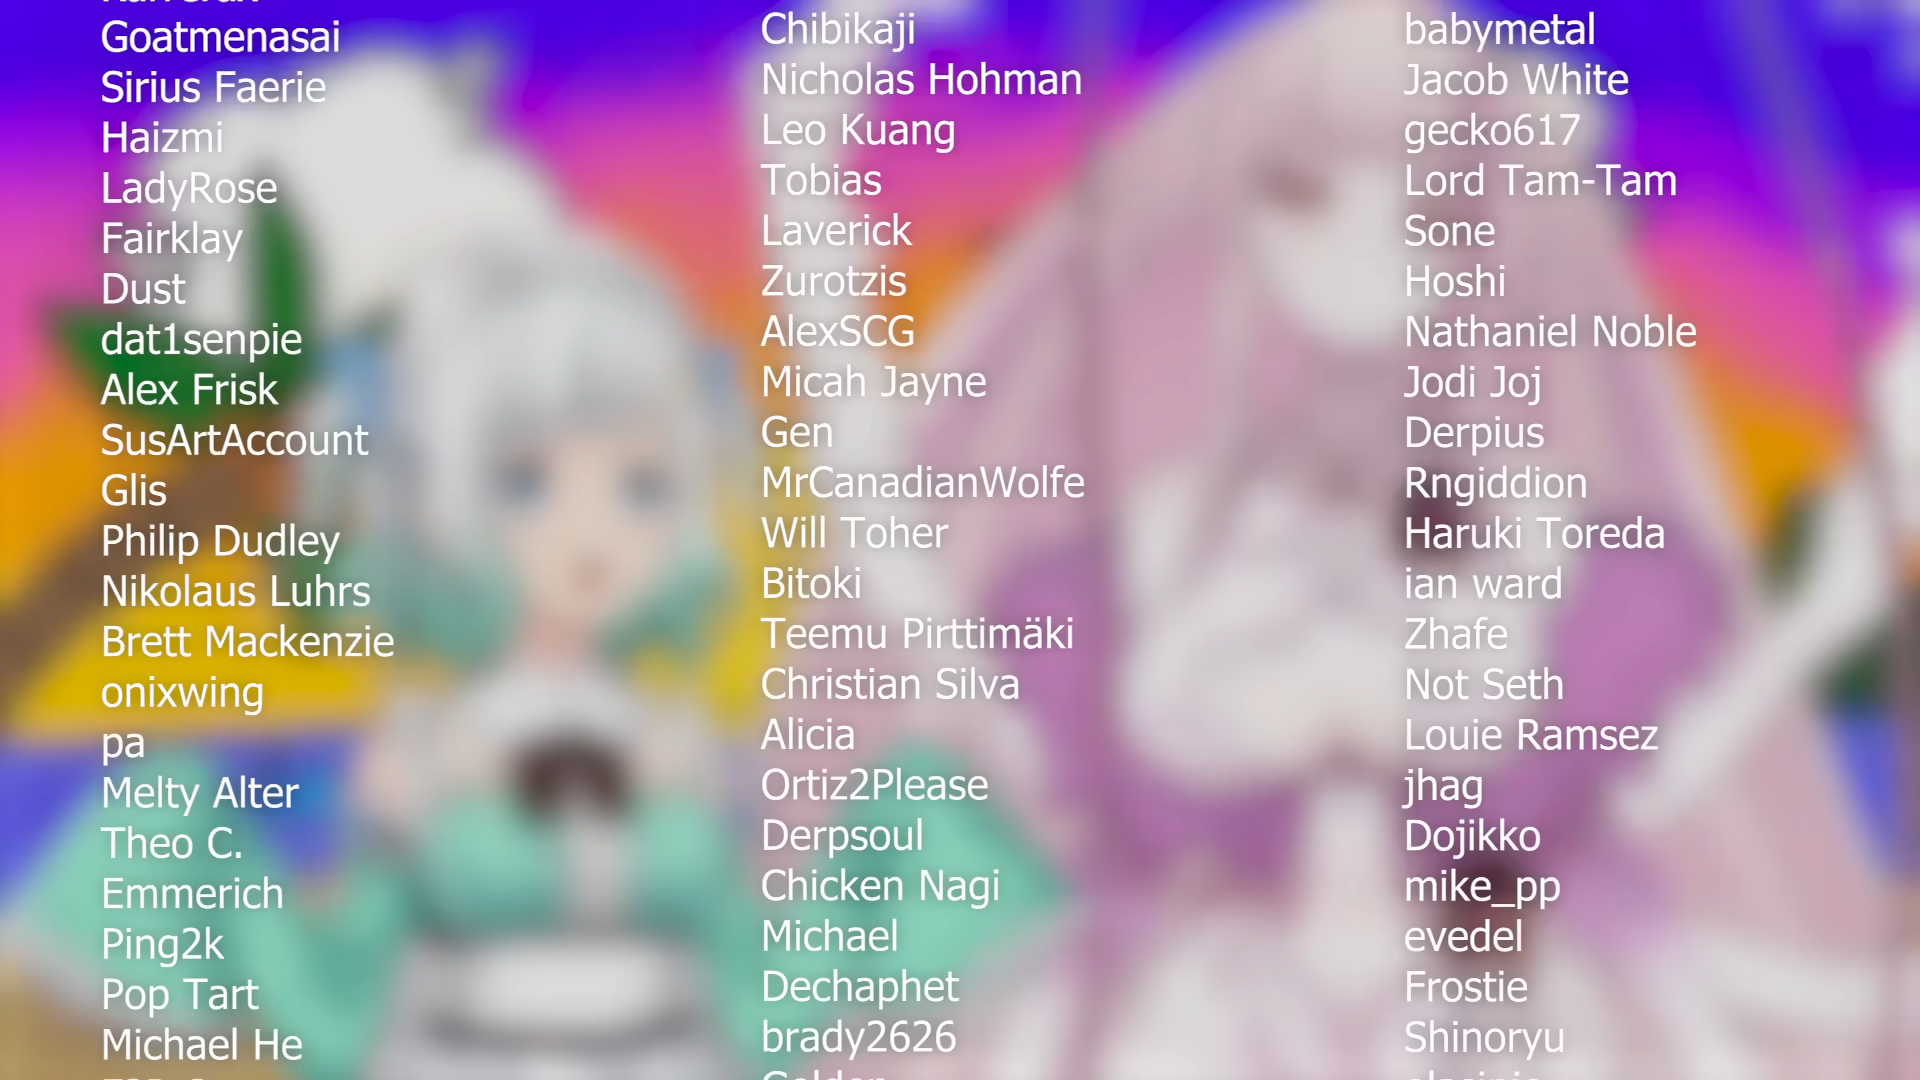 Goatmenasai
Sirius Faerie
Haizmi
LadyRose
Fairklay
Dust
dat1senpie
Alex Frisk
SusArtAccount
Glis
Philip Dudley
Nikolaus Luhrs
Brett Mackenzie
onixwing
pa
Melty Alter
Theo C.
Emmerich
Ping2k
Pop Tart
Michael He
Chibikaji
Nicholas Hohman
Leo Kuang
Tobias
Laverick
Zurotzis
AlexSCG
Micah Jayne
Gen
MrCanadianWolfe
Will Toher
Bitoki
Teemu Pirttimäki
Christian Silva
Alicia
Ortiz2Please
Derpsoul
Chicken Nagi
Michael
Dechaphet
brady2626
babymetal
Jacob White
gecko617
Lord Tam-Tam
Sone
Hoshi
Nathaniel Noble
Jodi Joj
Derpius
Rngiddion
Haruki Toreda
ian ward
Zhafe
Not Seth
Louie Ramsez
jhag
Dojikko
mike_pp
evedel
Frostie
Shinoryu